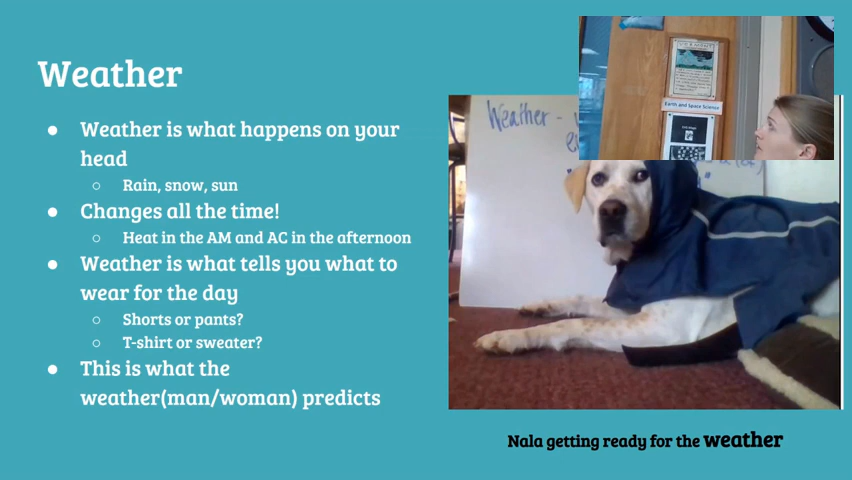 Weather
● Weather is what happens on your
head
○ Rain, snow, sun
● Changes all the time!
○ Heat in the AM and AC in the afternoon
● Weather is what tells you what to
wear for the day
○ Shorts or pants?
○ T-shirt or sweater?
● This is what the
weather(man/woman) predicts
Earth and Space Science
Weather -
Nala getting ready for the weather